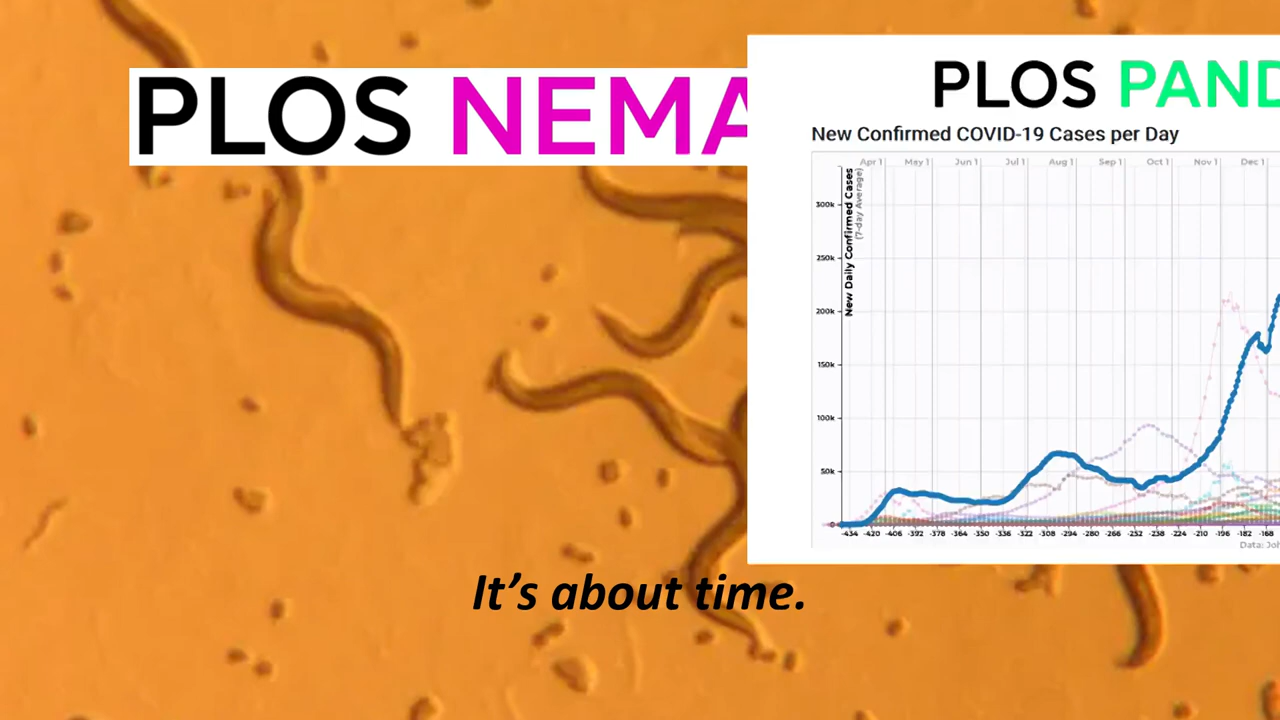 PLOS NEMA
PLOS PAND
New Confirmed COVID-19 Cases per Day
Apr 1 May 1 Jun 1 Jul 1 Aug 1 Sep 1 Oct 1 Nov 1 Dec 1
New Daily Confirmed Cases
(7-day Average)
300k
250k
200k
150k
100k
50k
0
-434 -420 -406 -392 -378 -364 -350 -336 -322 -308 -294 -280 -266 -252 -238 -224 -210 -196 -182 -168
Data: Joh
It's about time.